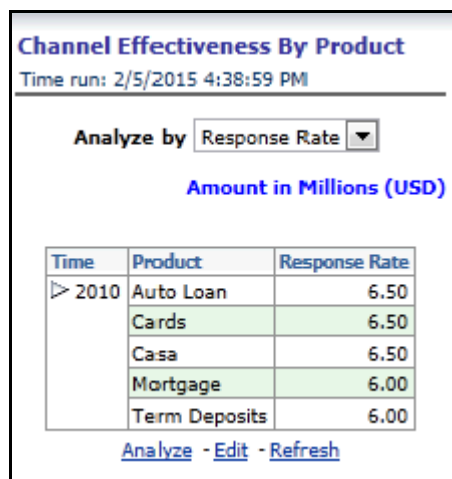 Channel Effectiveness By Product
Time run: 2/5/2015 4:38:59 PM
Analyze by Response Rate
Amount in Millions (USD)
Time Product Response Rate
2010 Auto Loan 6.50
Cards 6.50
Casa 6.50
Mortgage 6.00
Term Deposits 6.00
Analyze - Edit - Refresh